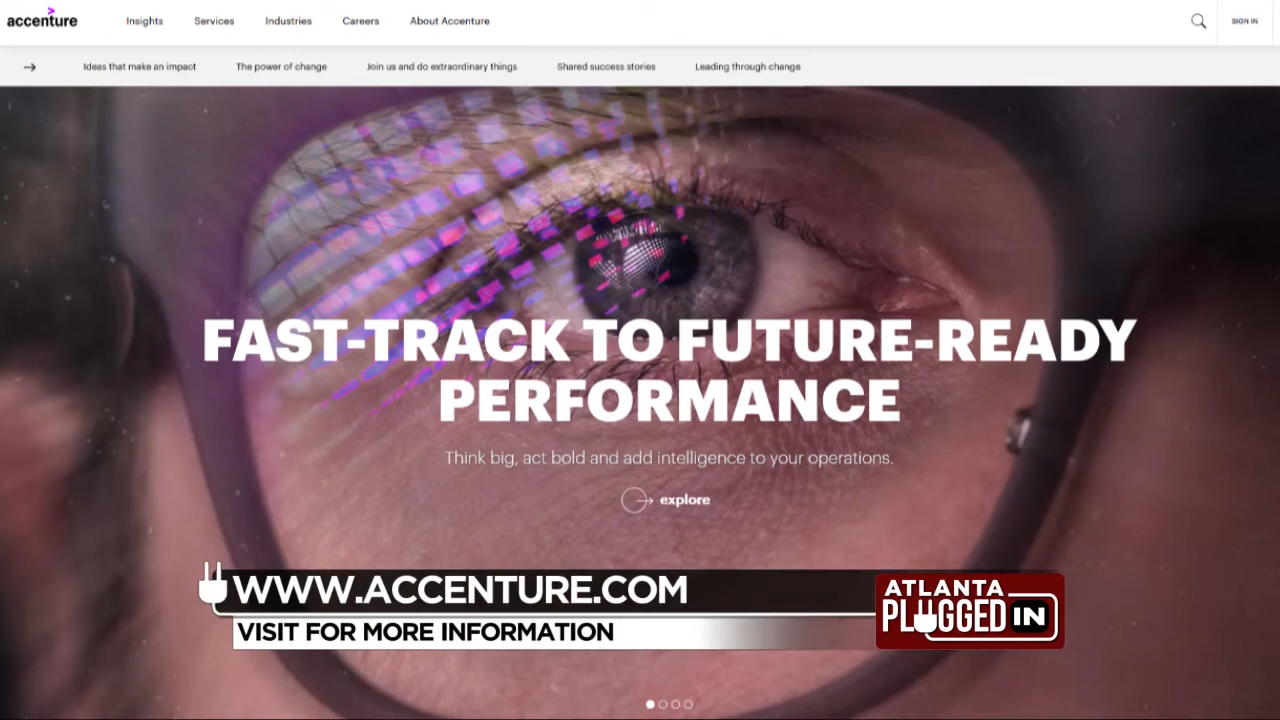 accenture
Insights Services Industries Careers About Accenture SIGN IN
Ideas that make an impact The power of change Join us and do extraordinary things Shared success stories Leading through change
FAST-TRACK TO FUTURE-READY
PERFORMANCE
Think big, act bold and add intelligence to your operations.
explore
WWW.ACCENTURE.COM
VISIT FOR MORE INFORMATION
ATLANTA
PLUGGED IN